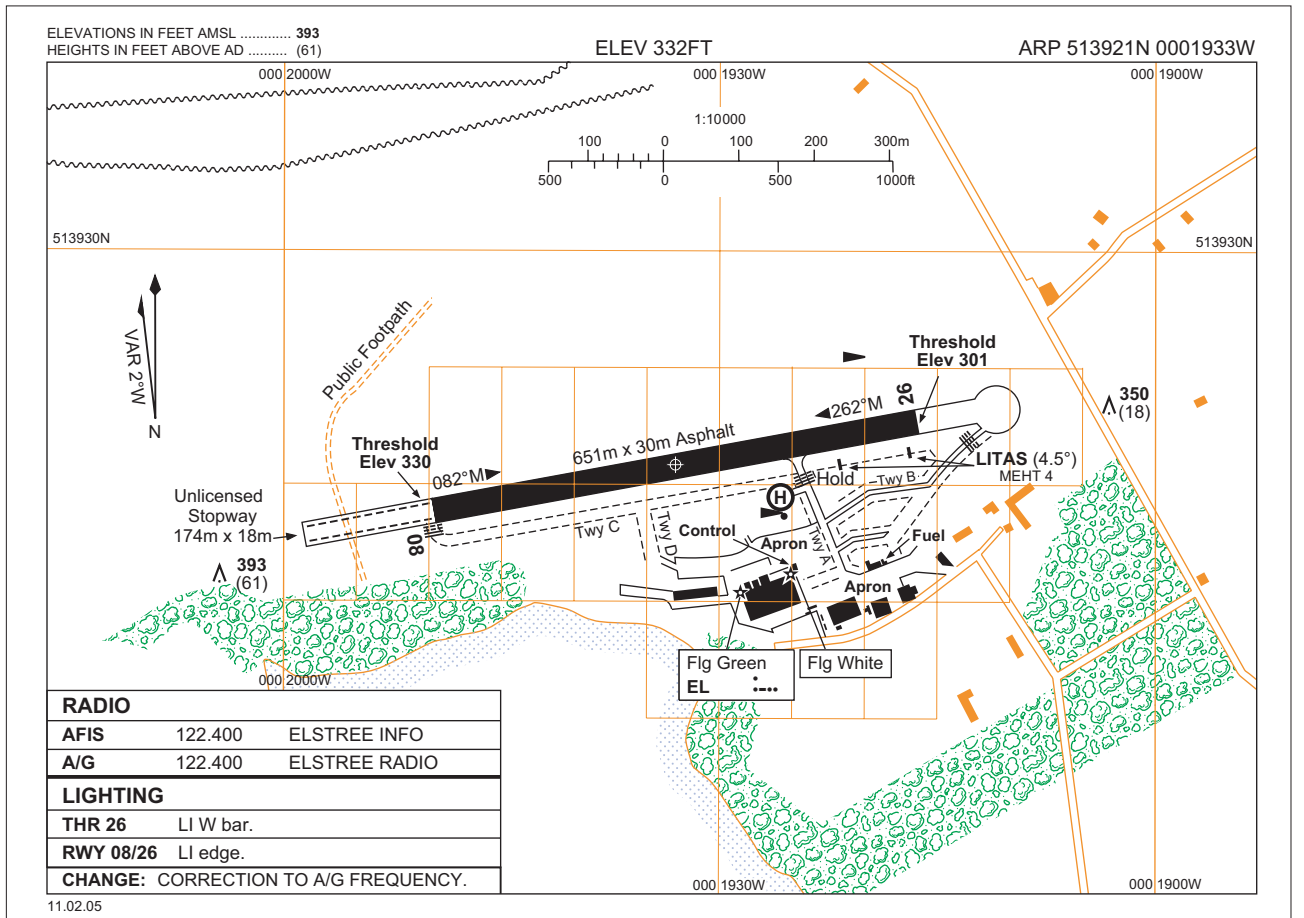 ELEVATIONS IN FEET AMSL ............. 393
HEIGHTS IN FEET ABOVE AD .......... (61)
ELEV 332FT
ARP 513921N 0001933W
000 2000W
000 1930W
000 1900W
1:10000
100 0 100 200 300m
500 0 500 1000ft
513930N
513930N
VAR 2°W
N
Public Footpath
Threshold
Elev 301
350
(18)
26
262°M
651m x 30m Asphalt
Threshold
Elev 330
082°M
LITAS (4.5°)
MEHT 4
Hold
Twy B
H
Unlicensed
Stopway
174m x 18m
08
Twy C
Twy D
Control
Apron
Twy A
Fuel
393
(61)
Apron
Flg Green
EL
Flg White
000 2000W
RADIO
AFIS 122.400 ELSTREE INFO
A/G 122.400 ELSTREE RADIO
LIGHTING
THR 26 LI W bar.
RWY 08/26 LI edge.
CHANGE: CORRECTION TO A/G FREQUENCY.
000 1930W
000 1900W
11.02.05